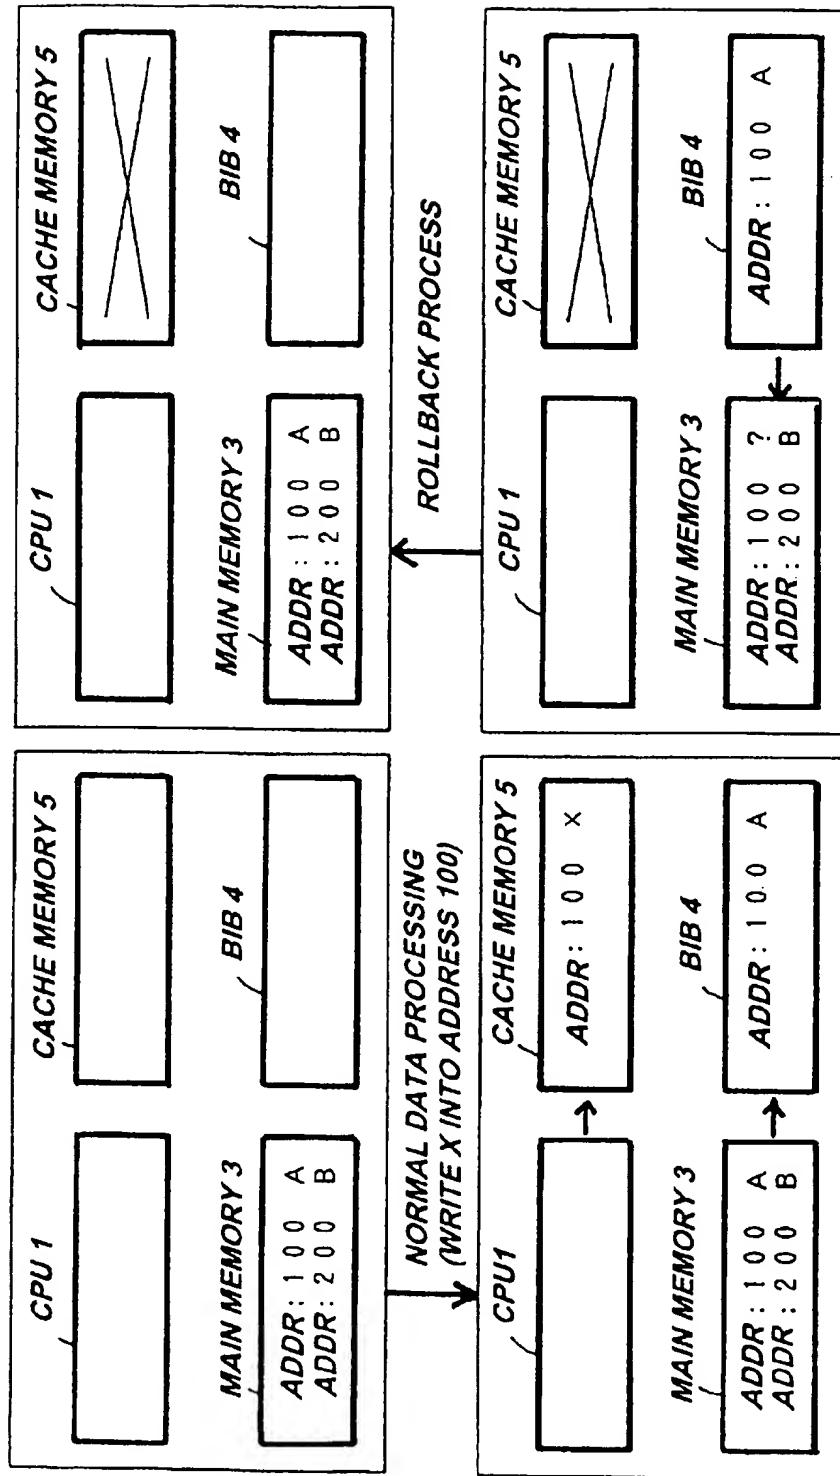 CPU 1
CACHE MEMORY 5
MAIN MEMORY 3
BIB 4
ADDR : 100 A
ADDR : 200 B
NORMAL DATA PROCESSING
(WRITE X INTO ADDRESS 100)
CPU1
CACHE MEMORY 5
ADDR : 100 X
MAIN MEMORY 3
BIB 4
ADDR : 100 A
ADDR : 200 B
ADDR : 100 A
CPU 1
CACHE MEMORY 5
MAIN MEMORY 3
BIB 4
ADDR : 100 A
ADDR : 200 B
ROLLBACK PROCESS
CPU 1
CACHE MEMORY 5
MAIN MEMORY 3
BIB 4
ADDR : 100 ?
ADDR : 200 B
ADDR : 100 A